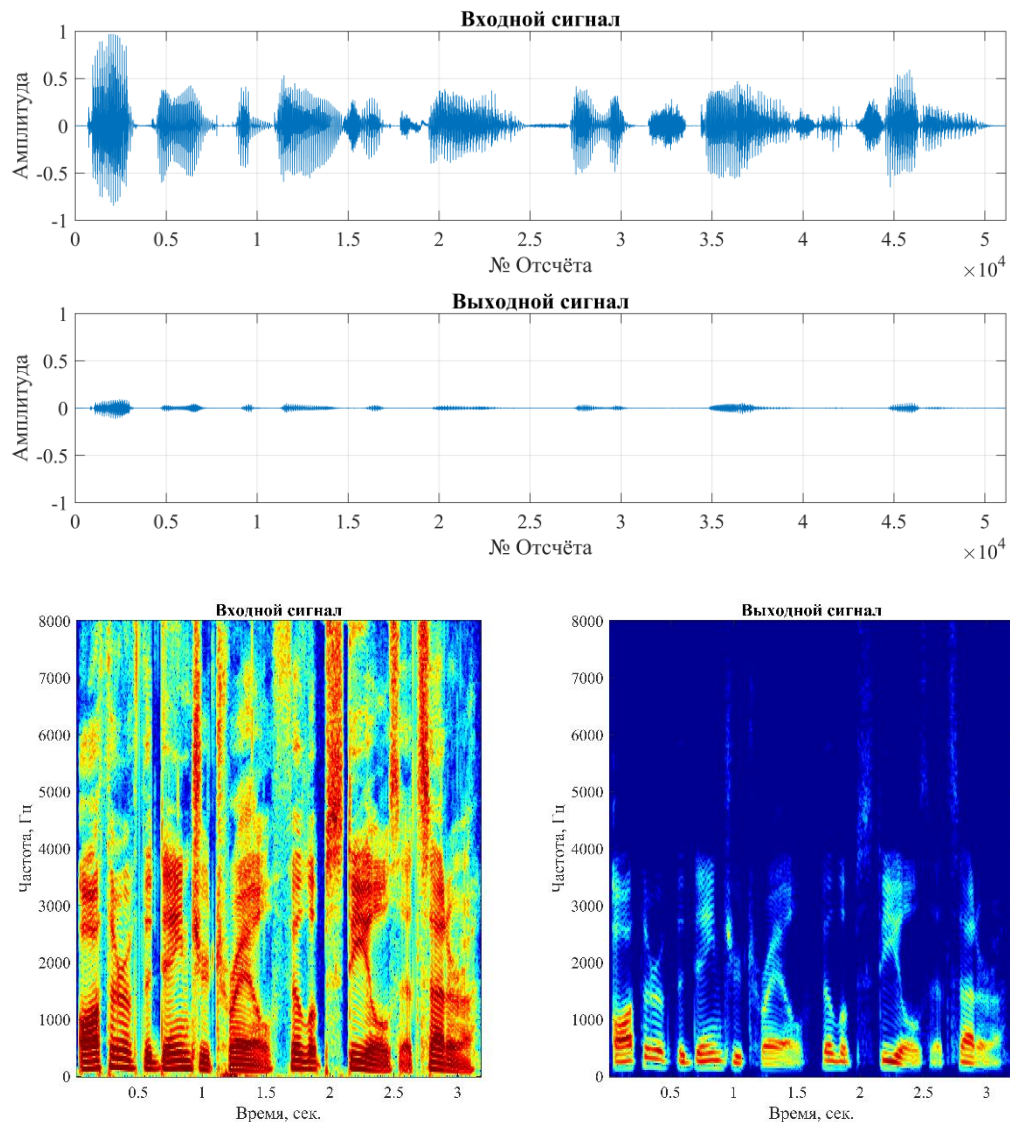 Входной сигнал
1
0.5
0
-0.5
-1
Амплитуда
0 0.5 1 1.5 2 2.5 3 3.5 4 4.5 5
№ Отсчёта
×10⁴
Выходной сигнал
1
0.5
0
-0.5
-1
Амплитуда
0 0.5 1 1.5 2 2.5 3 3.5 4 4.5 5
№ Отсчёта
×10⁴
Входной сигнал
8000
7000
6000
5000
4000
3000
2000
1000
0
Частота, Гц
0.5 1 1.5 2 2.5 3
Время, сек.
Выходной сигнал
8000
7000
6000
5000
4000
3000
2000
1000
0
Частота, Гц
0.5 1 1.5 2 2.5 3
Время, сек.